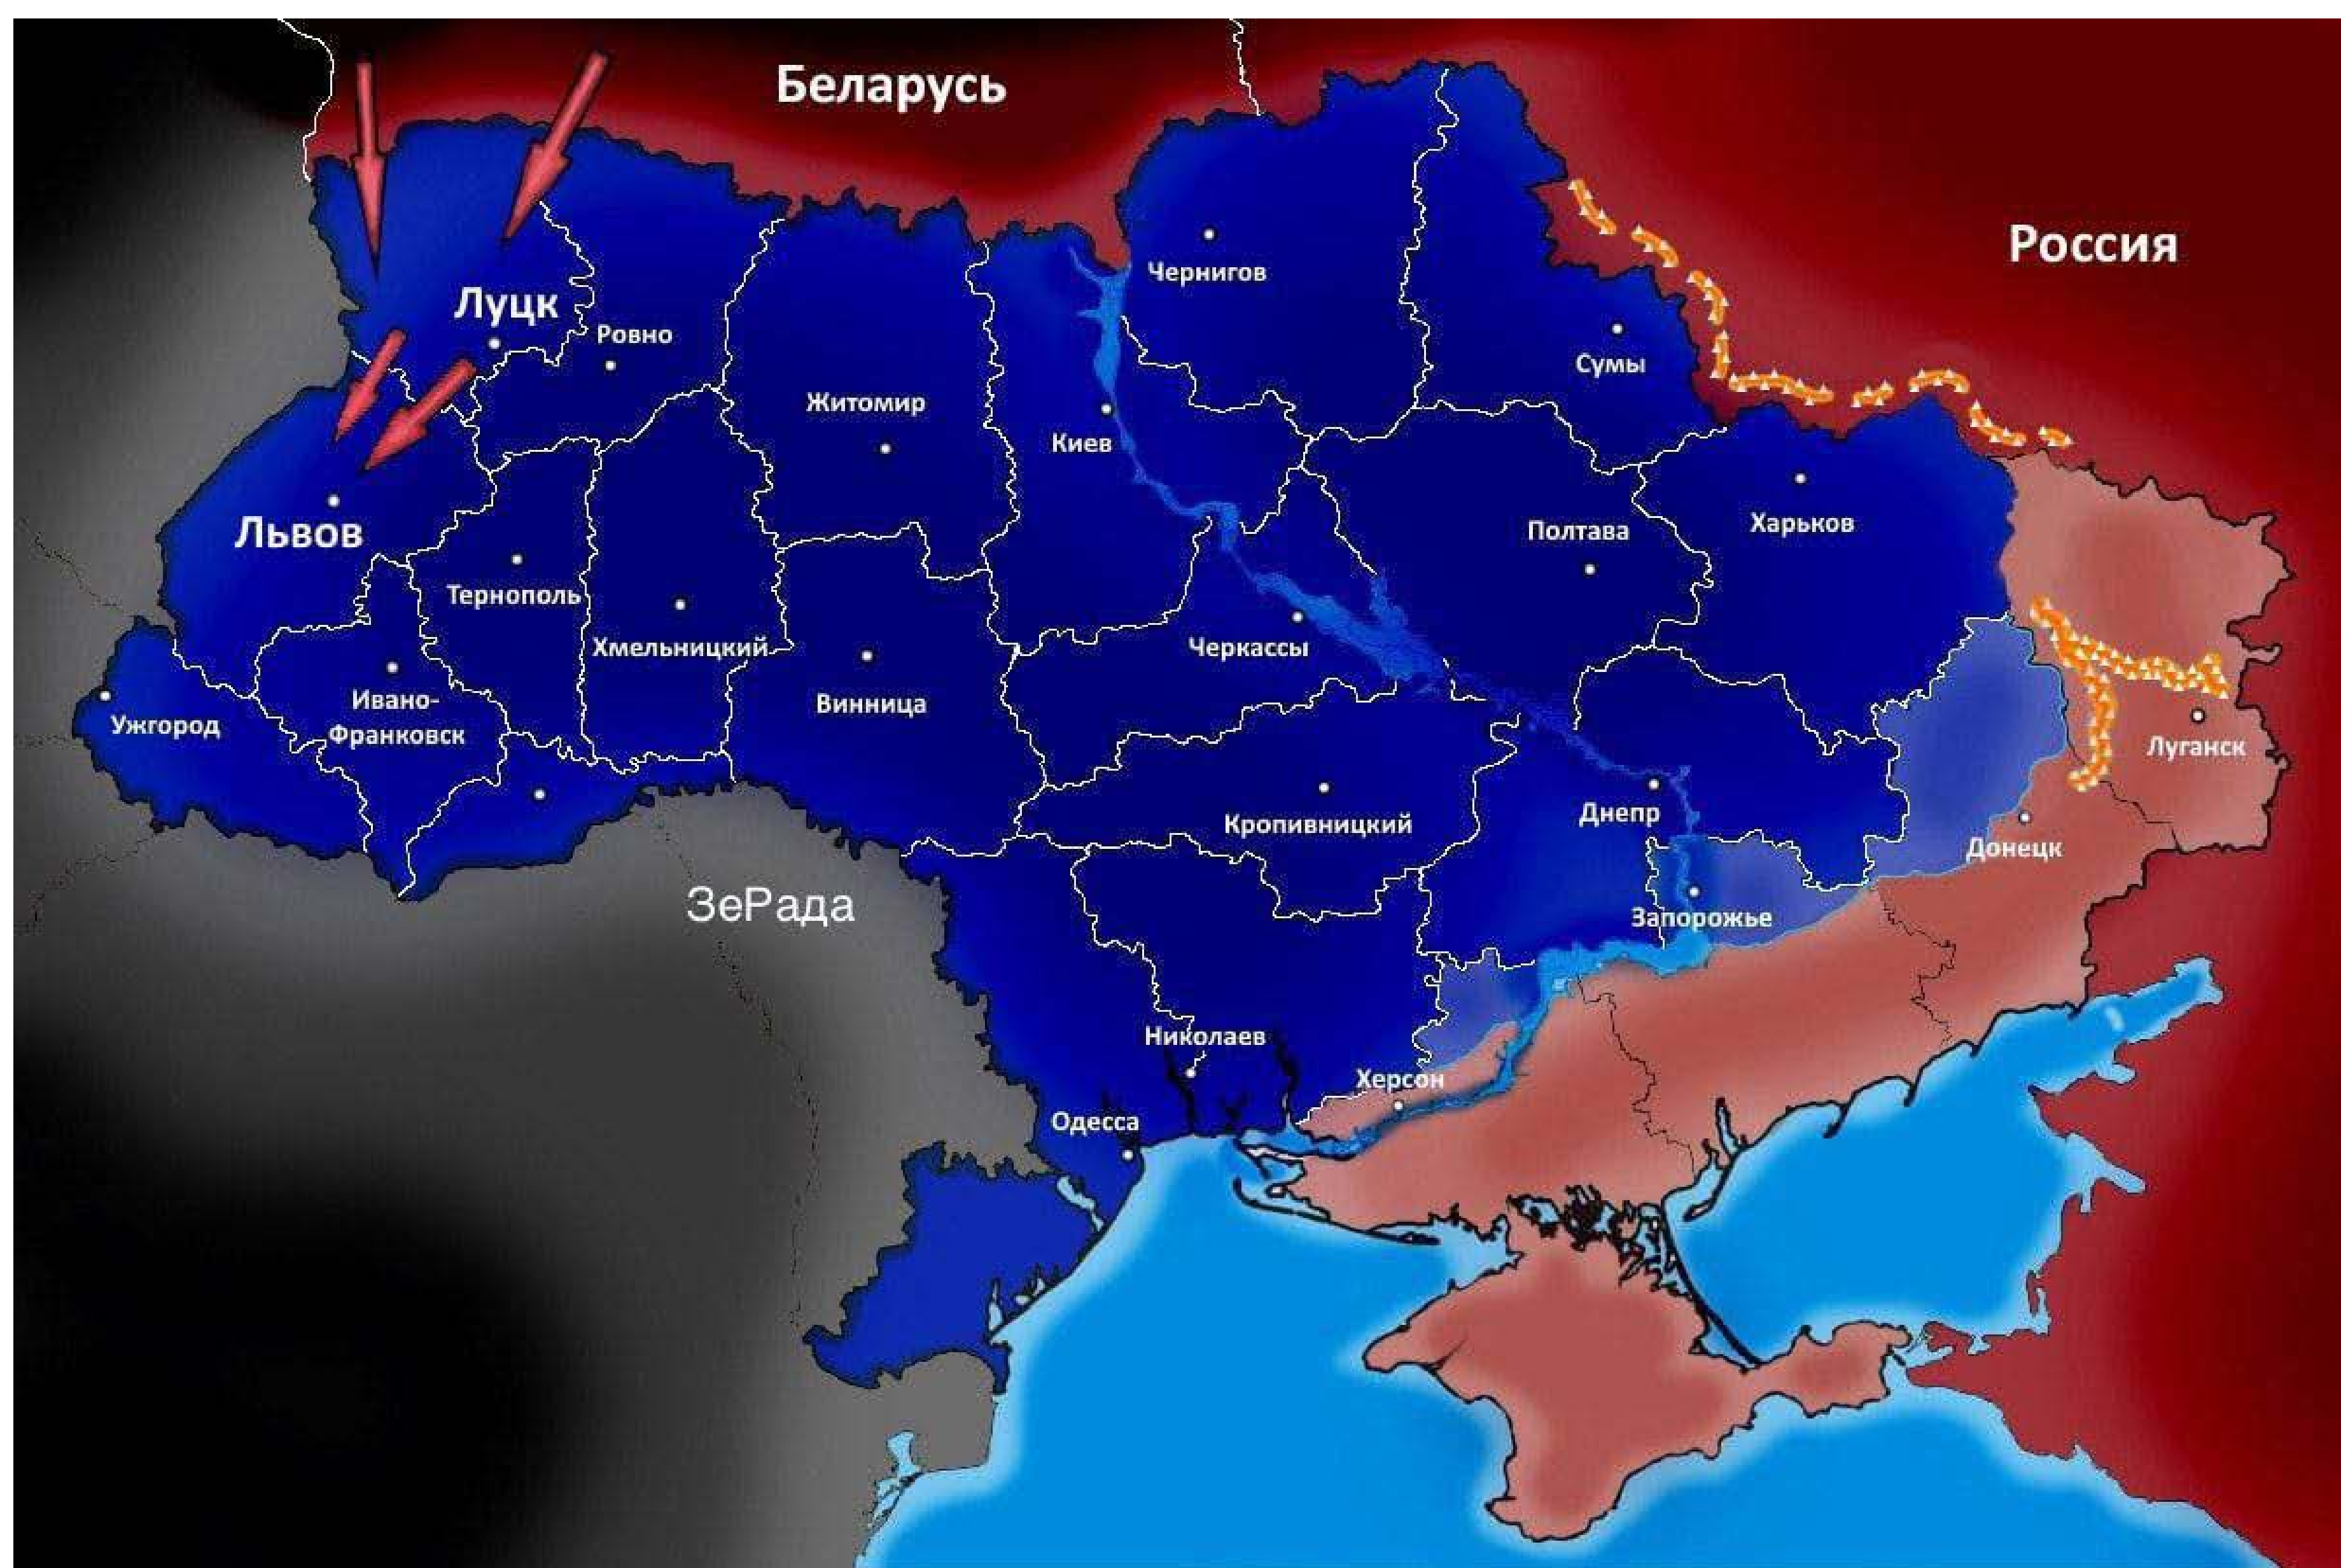 Беларусь
Россия
Чернигов
Луцк
Ровно
Сумы
Житомир
Киев
Львов
Полтава
Харьков
Тернополь
Хмельницкий
Черкассы
Ивано-
Франковск
Ужгород
Винница
Луганск
Днепр
Кропивницкий
Донецк
ЗеРада
Запорожье
Николаев
Херсон
Одесса